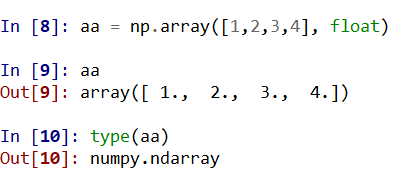 In [8]: aa = np.array([1,2,3,4], float)
In [9]: aa
Out[9]: array([ 1.,  2.,  3.,  4.])
In [10]: type(aa)
Out[10]: numpy.ndarray